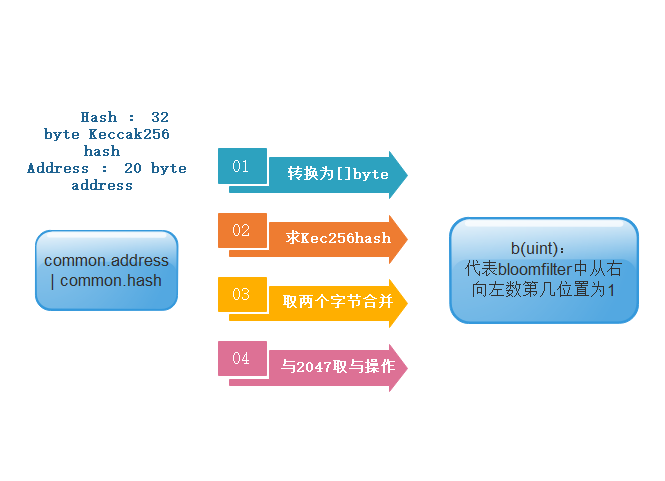 Hash : 32
byte Keccak256
hash
Address : 20 byte
address
common.address
| common.hash
01
转换为[]byte
02
求Kec256hash
03
取两个字节合并
04
与2047取与操作
b(uint)：
代表bloomfilter中从右
向左数第几位置为1